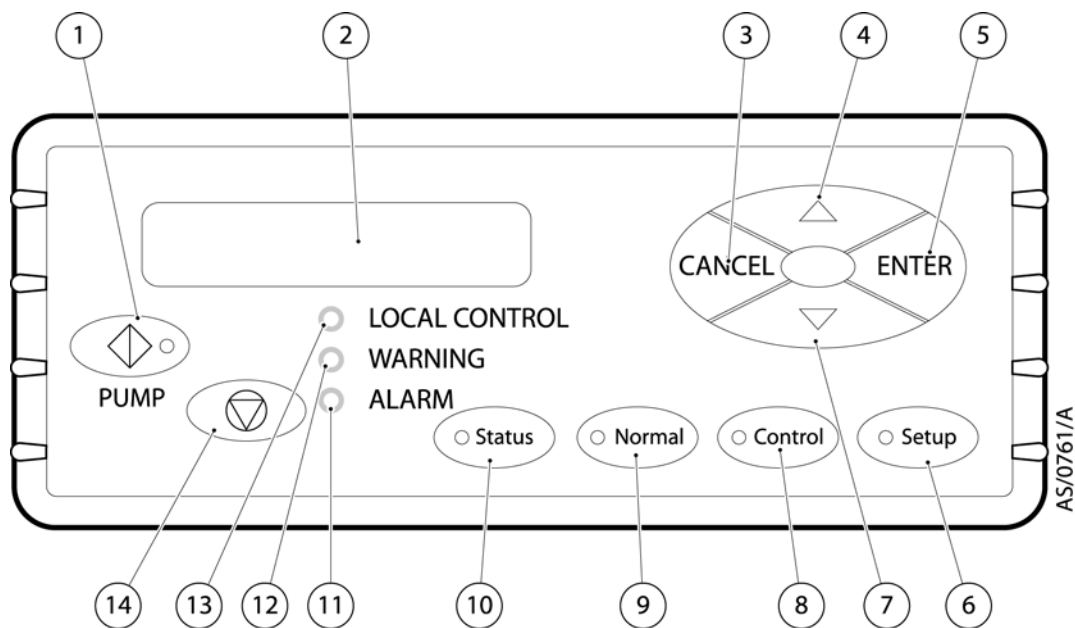 1
2
3
4
5
CANCEL
ENTER
LOCAL CONTROL
WARNING
ALARM
PUMP
Status
Normal
Control
Setup
AS/0761/A
14
13
12
11
10
9
8
7
6